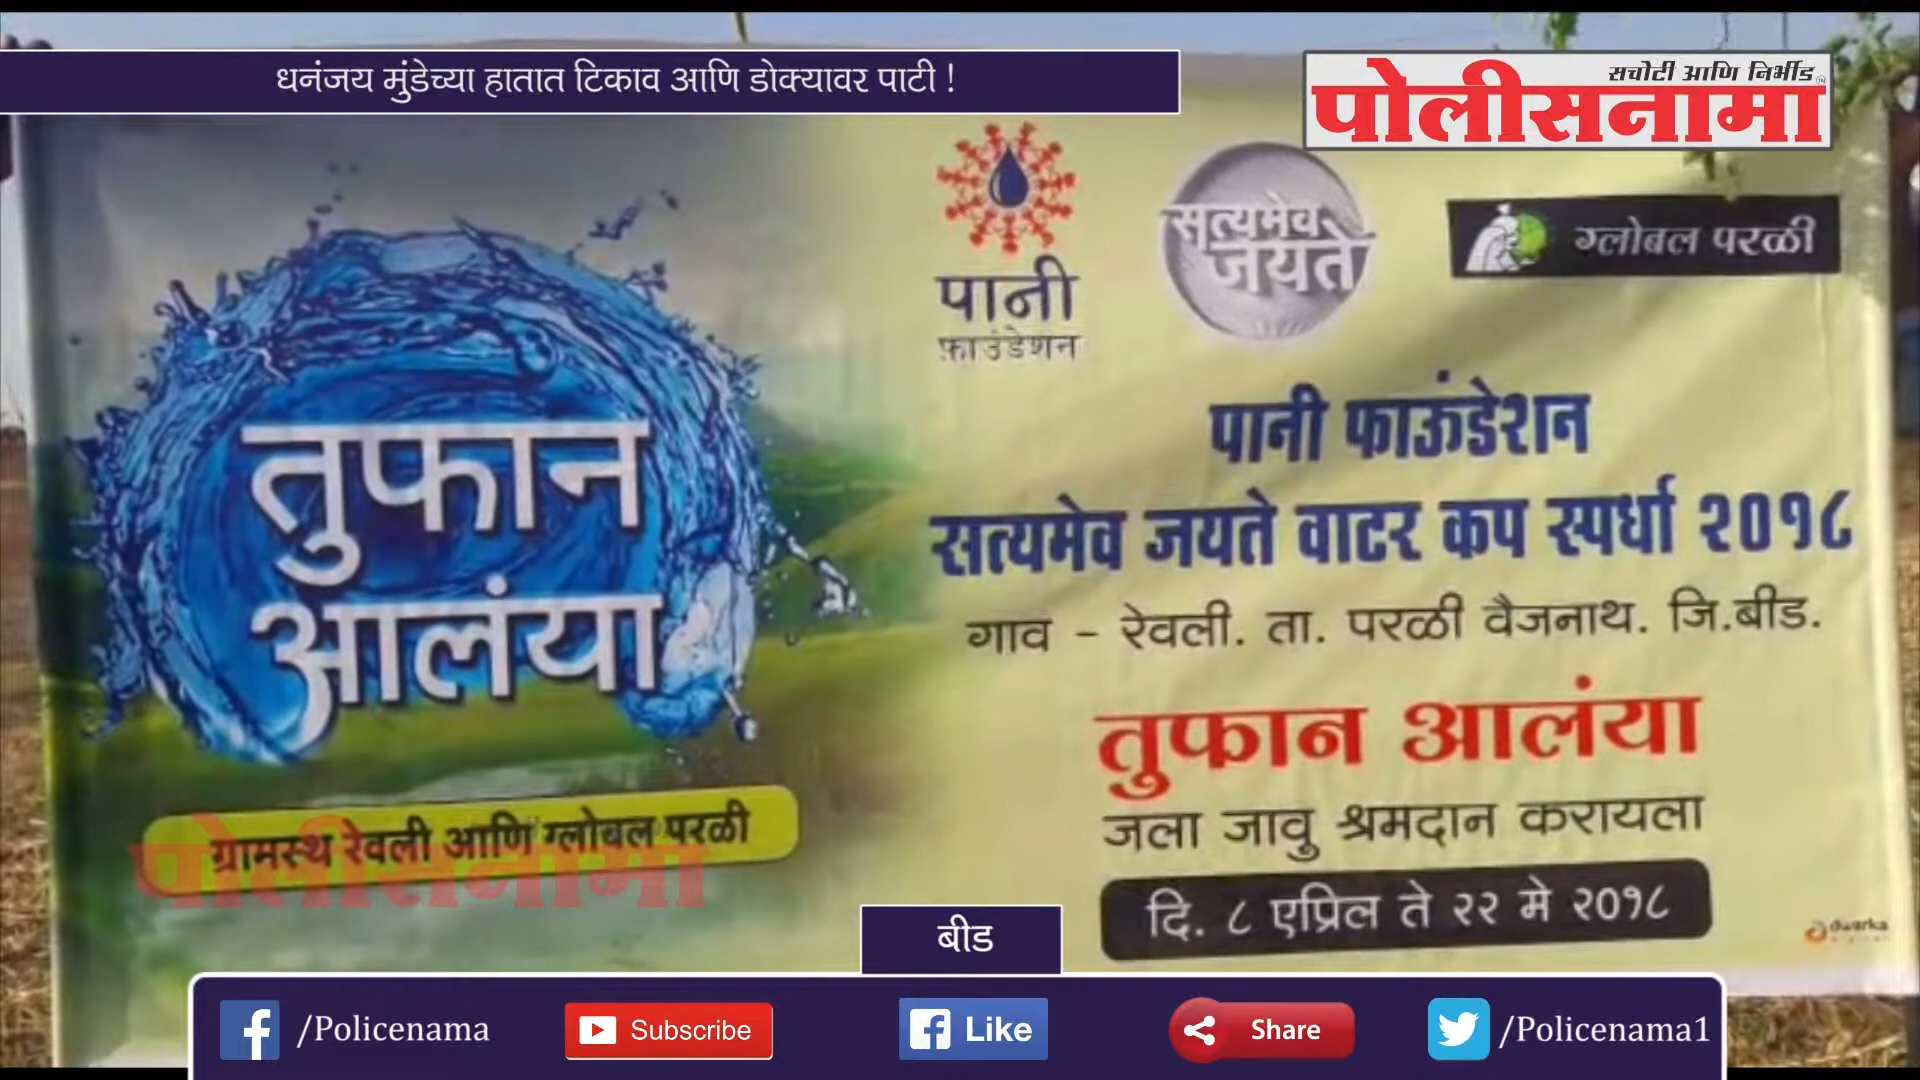 धनंजय मुंडेच्या हातात टिकाव आणि डोक्यावर पाटी !
सचोटी आणि निर्भीड
पोलीसनामा
पानी
फ़ाउंडेशन
सत्यमेव
जयते
ग्लोबल परळी
तुफान
आलंया
ग्रामस्थ रेवली आणि ग्लोबल परळी
पोलीसनामा
पानी फाऊंडेशन
सत्यमेव जयते वाटर कप स्पर्धा २०१८
गाव - रेवली. ता. परळी वैजनाथ. जि.बीड.
तुफान आलंया
जला जावु श्रमदान करायला
दि. ८ एप्रिल ते २२ मे २०१८
dwarka
बीड
/Policenama
Subscribe
Like
Share
/Policenama1